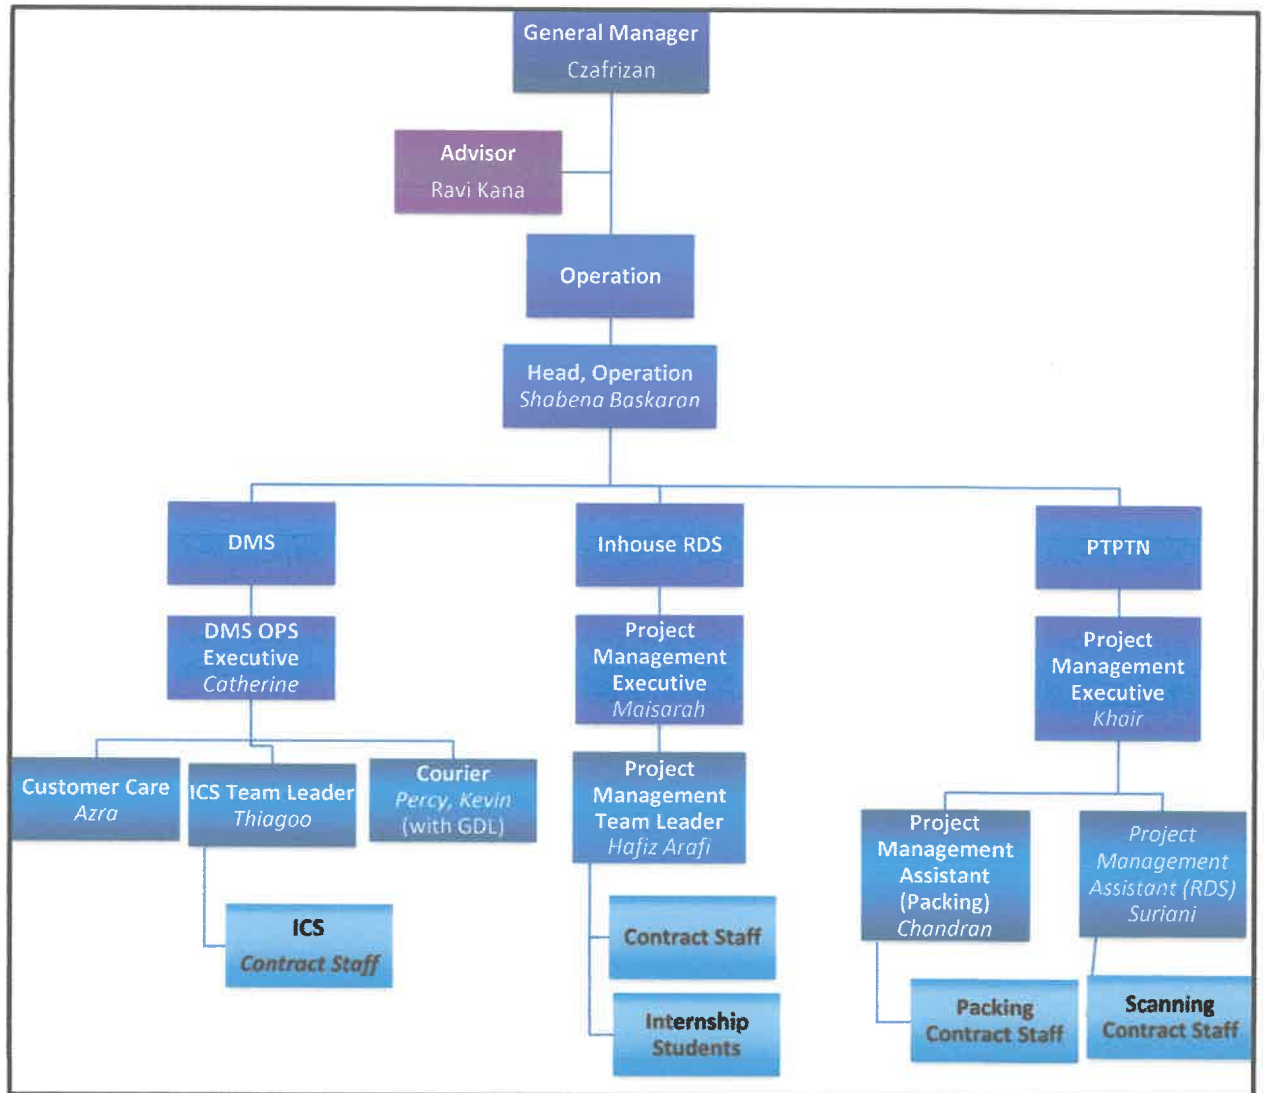 General Manager
Czafrizan
Advisor
Ravi Kana
Operation
Head, Operation
Shabena Baskaran
DMS
Inhouse RDS
PTPTN
DMS OPS
Executive
Catherine
Project
Management
Executive
Maisarah
Project
Management
Executive
Khair
Customer Care
Azra
ICS Team Leader
Thiagoo
Courier
Percy, Kevin
(with GDL)
Project
Management
Team Leader
Hafiz Arafi
Project
Management
Assistant
(Packing)
Chandran
Project
Management
Assistant (RDS)
Suriani
ICS
Contract Staff
Contract Staff
Internship
Students
Packing
Contract Staff
Scanning
Contract Staff